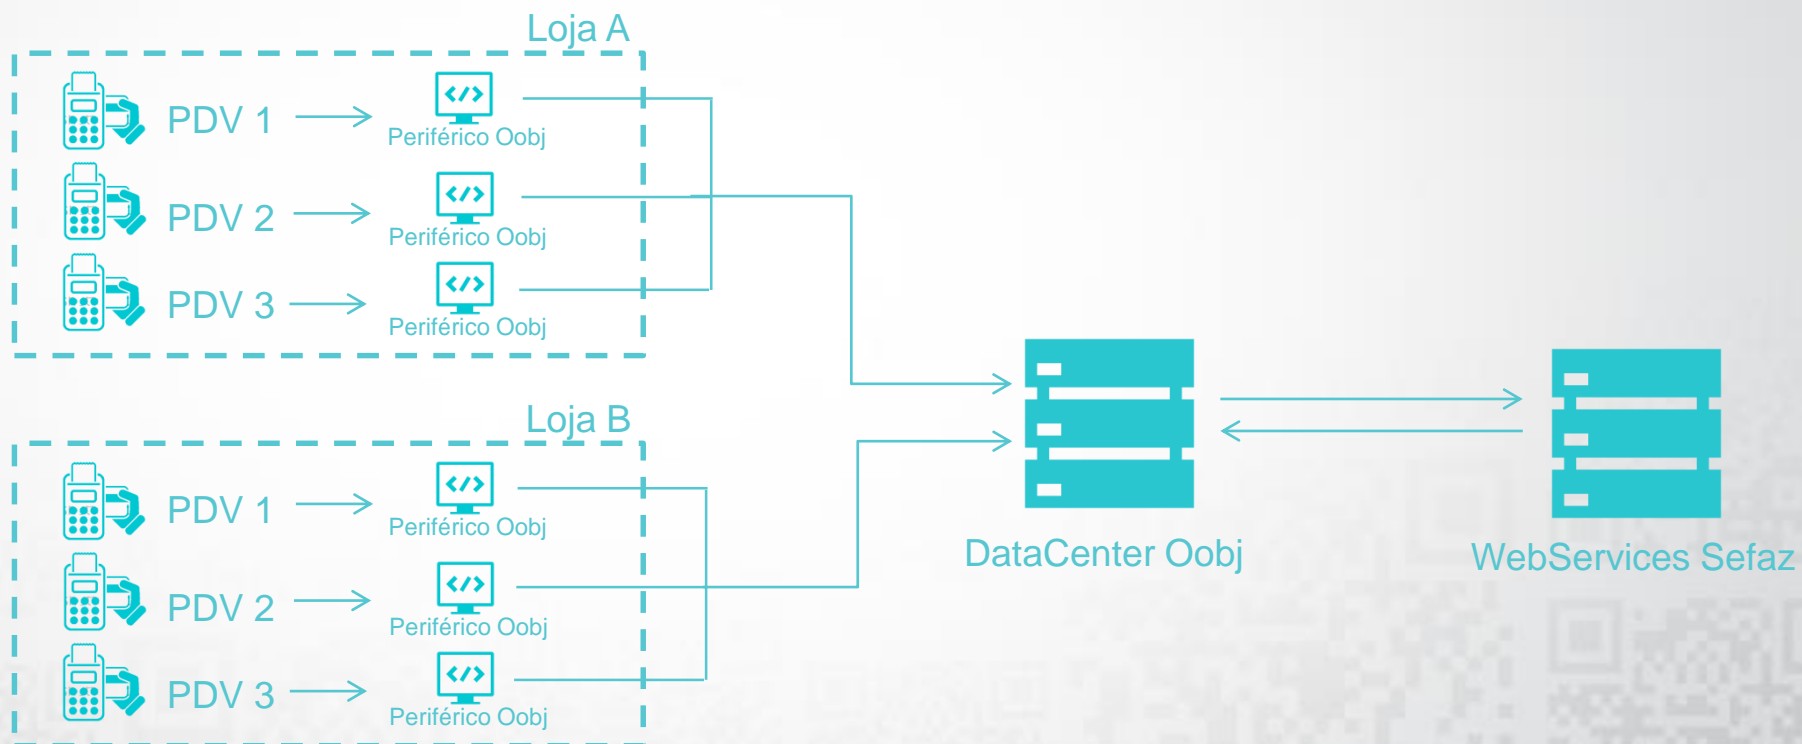 Loja A
PDV 1
Periférico Oobj
PDV 2
Periférico Oobj
PDV 3
Periférico Oobj
Loja B
PDV 1
Periférico Oobj
PDV 2
Periférico Oobj
PDV 3
Periférico Oobj
DataCenter Oobj
WebServices Sefaz